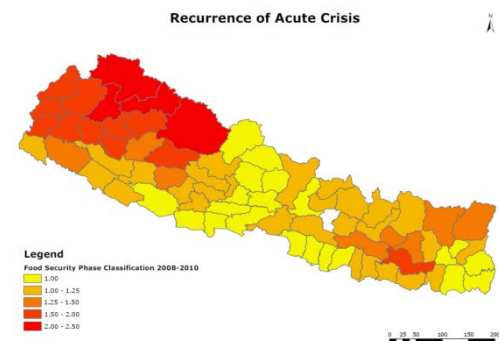 Recurrence of Acute Crisis
N
Legend
Food Security Phase Classification 2008-2010
1.00
1.00 - 1.25
1.25 - 1.50
1.50 - 2.00
2.00 - 2.50
0 25 50 100 150 200